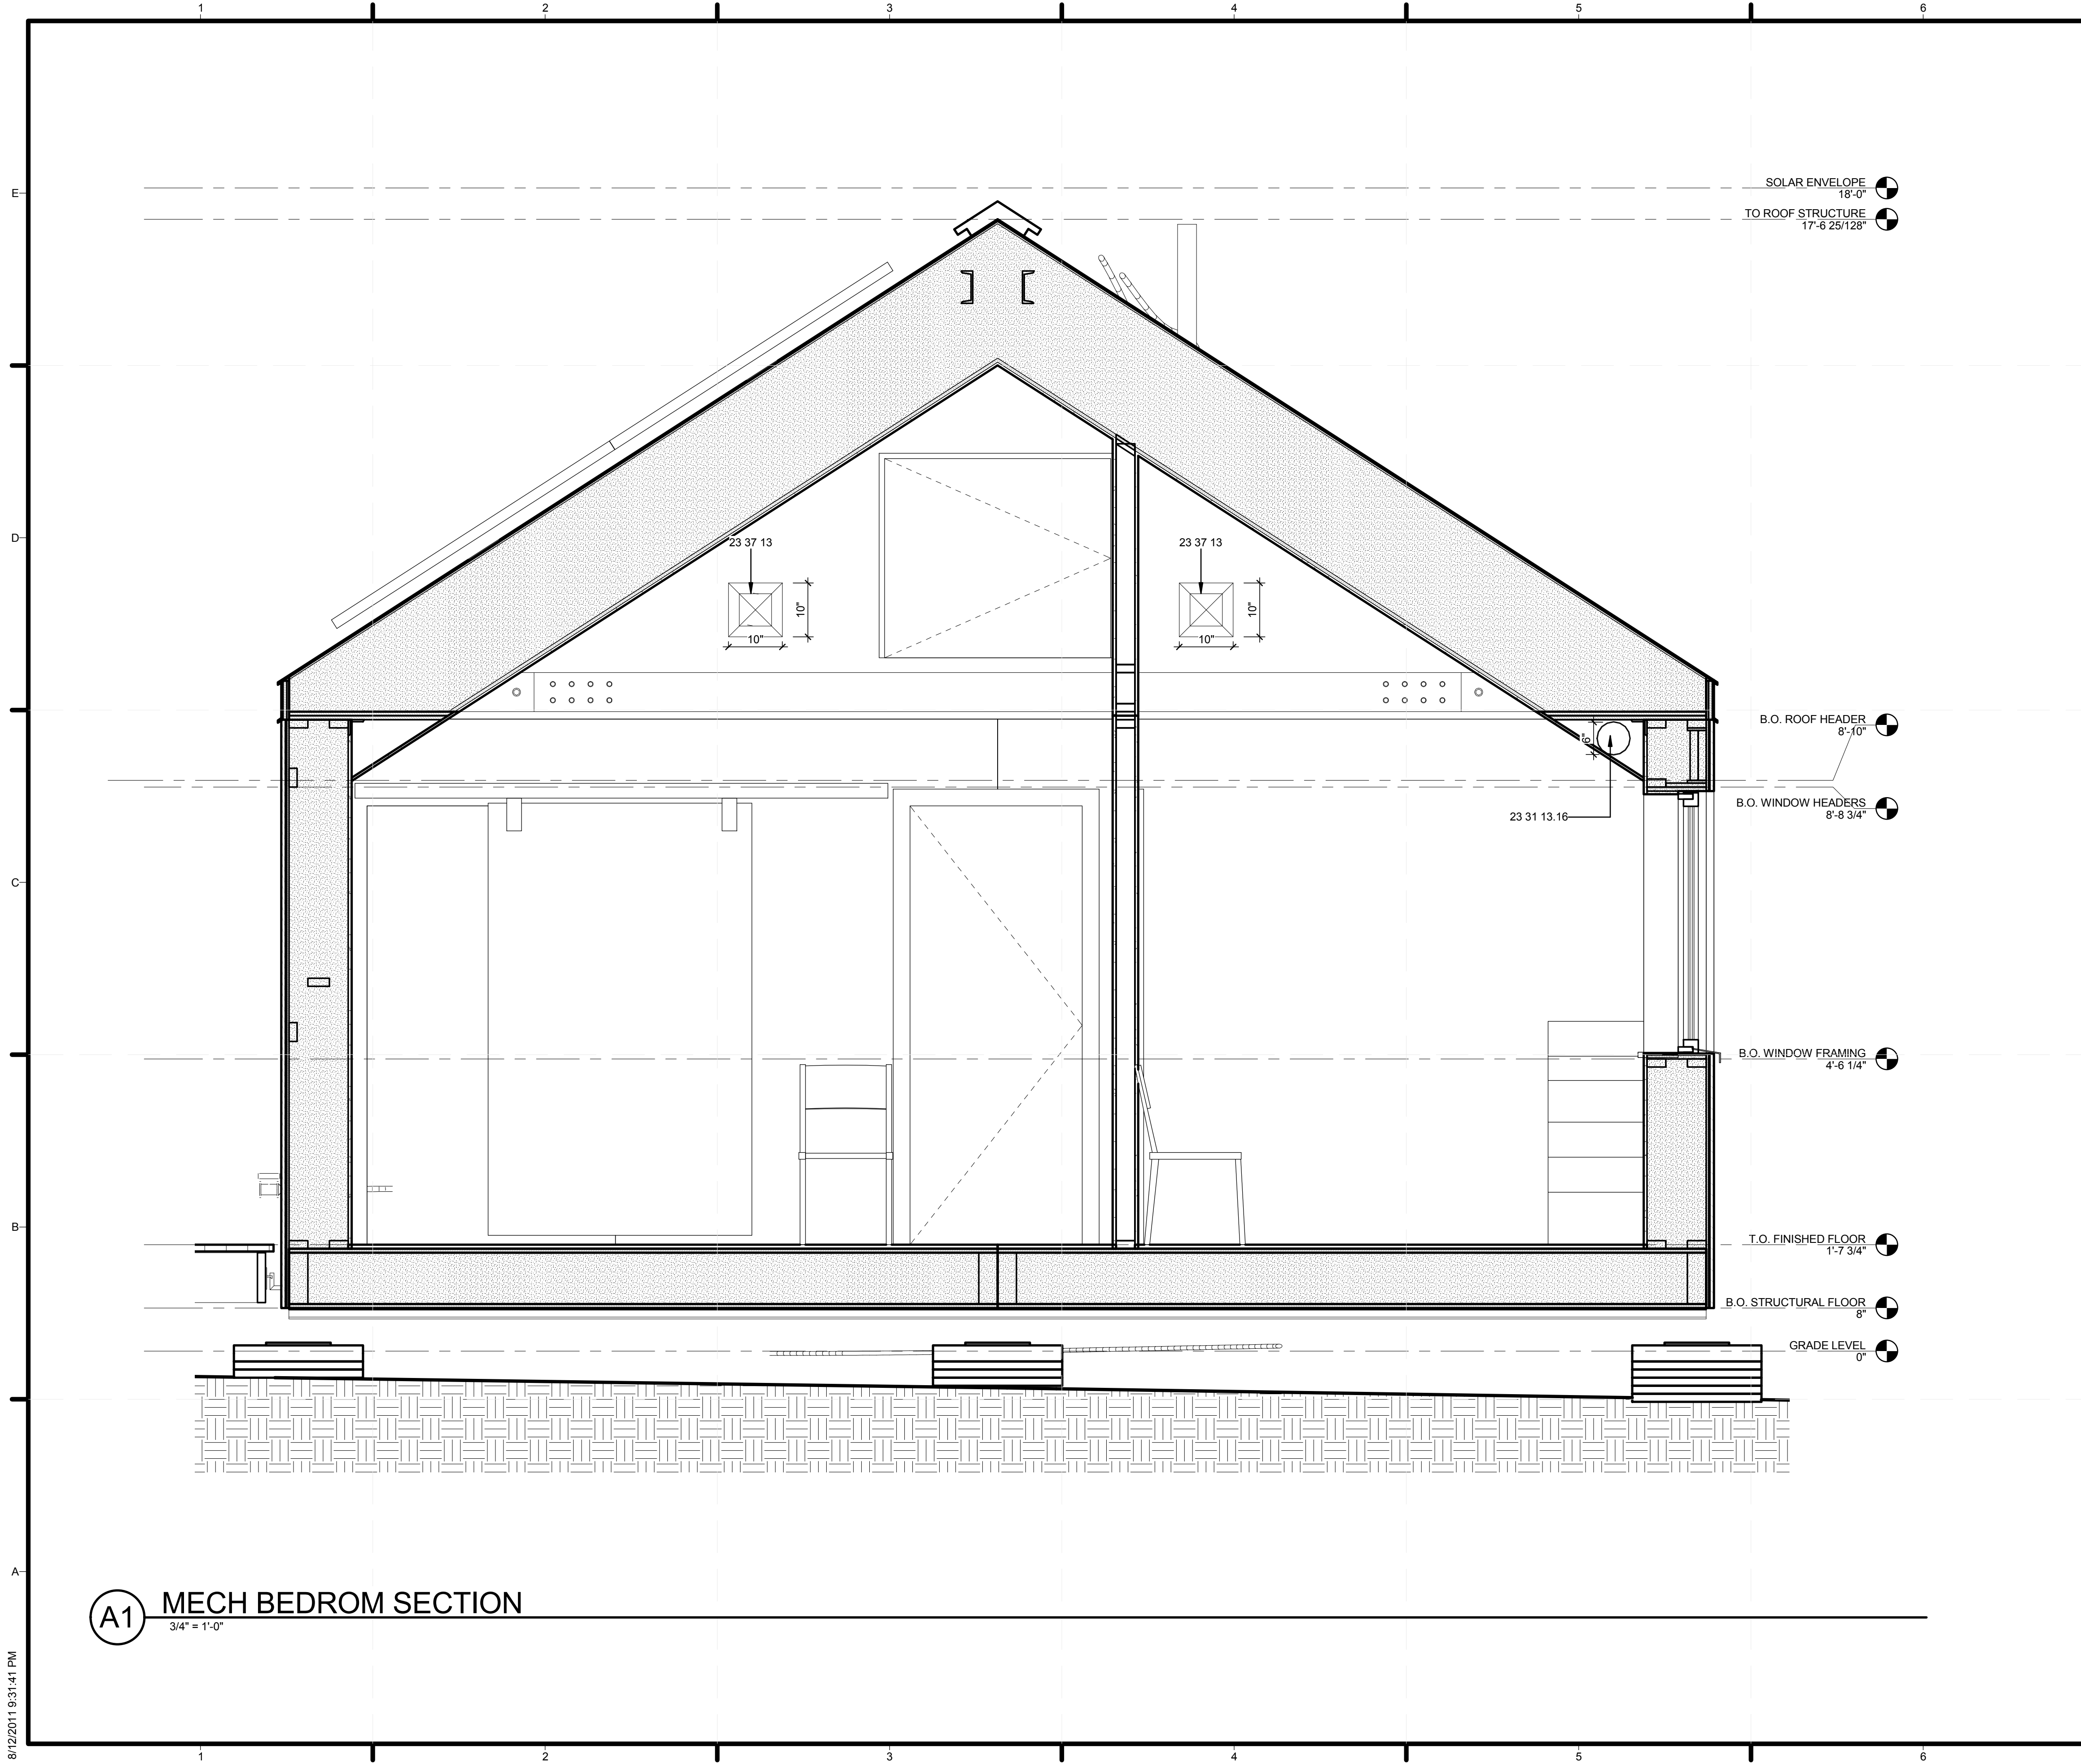 1 2 3 4 5 6
E
SOLAR ENVELOPE
18'-0"
TO ROOF STRUCTURE
17'-6 25/128"
D
23 37 13
23 37 13
10"
10"
10"
10"
B.O. ROOF HEADER
8'-10"
6"
B.O. WINDOW HEADERS
8'-8 3/4"
23 31 13.16
C
B.O. WINDOW FRAMING
4'-6 1/4"
B
T.O. FINISHED FLOOR
1'-7 3/4"
B.O. STRUCTURAL FLOOR
8"
GRADE LEVEL
0"
A
A1
MECH BEDROM SECTION
3/4" = 1'-0"
8/12/2011 9:31:41 PM
1 2 3 4 5 6